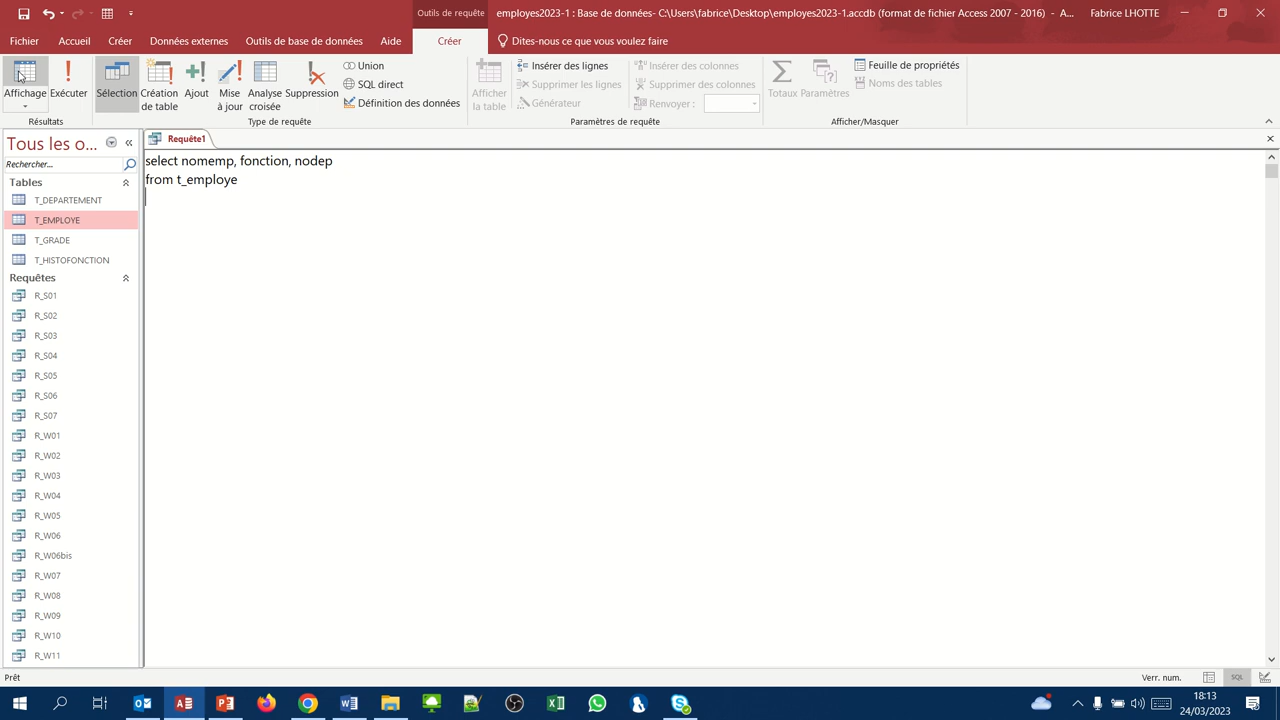 Outils de requête
employes2023-1 : Base de données- C:\Users\fabrice\Desktop\employes2023-1.accdb (format de fichier Access 2007 - 2016) - A...
Fabrice LHOTTE
Fichier
Accueil
Créer
Données externes
Outils de base de données
Aide
Créer
Dites-nous ce que vous voulez faire
Affichage
Exécuter
Résultats
Sélection
Création de table
Ajout
Mise à jour
Analyse croisée
Suppression
Union
SQL direct
Définition des données
Type de requête
Afficher la table
Insérer des lignes
Supprimer les lignes
Générateur
Insérer des colonnes
Supprimer des colonnes
Renvoyer :
Paramètres de requête
Totaux
Paramètres
Feuille de propriétés
Noms des tables
Afficher/Masquer
Tous les o...
Rechercher...
Tables
T_DEPARTEMENT
T_EMPLOYE
T_GRADE
T_HISTOFONCTION
Requêtes
R_S01
R_S02
R_S03
R_S04
R_S05
R_S06
R_S07
R_W01
R_W02
R_W03
R_W04
R_W05
R_W06
R_W06bis
R_W07
R_W08
R_W09
R_W10
R_W11
Requête1
select nomemp, fonction, nodep
from t_employe
Prêt
Verr. num.
SQL
18:13
24/03/2023